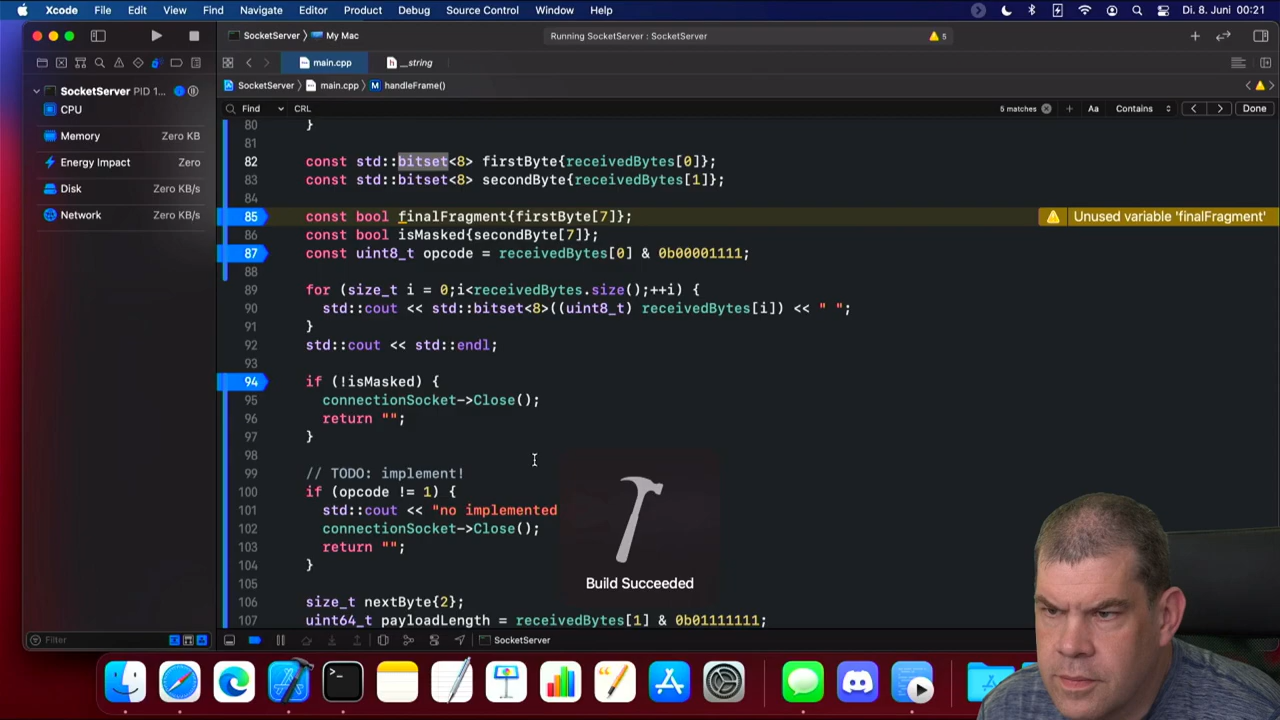 Xcode File Edit View Find Navigate Editor Product Debug Source Control Window Help Di. 8. Juni 00:21
SocketServer › My Mac
Running SocketServer : SocketServer 5
main.cpp
__string
SocketServer › main.cpp › handleFrame()
Find CRL 5 matches Aa Contains Done
SocketServer PID 1...
CPU
Memory Zero KB
Energy Impact Zero
Disk Zero KB/s
Network Zero KB/s
80 }
81
82 const std::bitset<8> firstByte{receivedBytes[0]};
83 const std::bitset<8> secondByte{receivedBytes[1]};
84
85 const bool finalFragment{firstByte[7]}; Unused variable 'finalFragment'
86 const bool isMasked{secondByte[7]};
87 const uint8_t opcode = receivedBytes[0] & 0b00001111;
88
89 for (size_t i = 0;i<receivedBytes.size();++i) {
90 std::cout << std::bitset<8>((uint8_t) receivedBytes[i]) << " ";
91 }
92 std::cout << std::endl;
93
94 if (!isMasked) {
95 connectionSocket->Close();
96 return "";
97 }
98
99 // TODO: implement!
100 if (opcode != 1) {
101 std::cout << "no implemented
102 connectionSocket->Close();
103 return "";
104 }
105
106 size_t nextByte{2};
107 uint64_t payloadLength = receivedBytes[1] & 0b01111111;
Build Succeeded
Filter
SocketServer